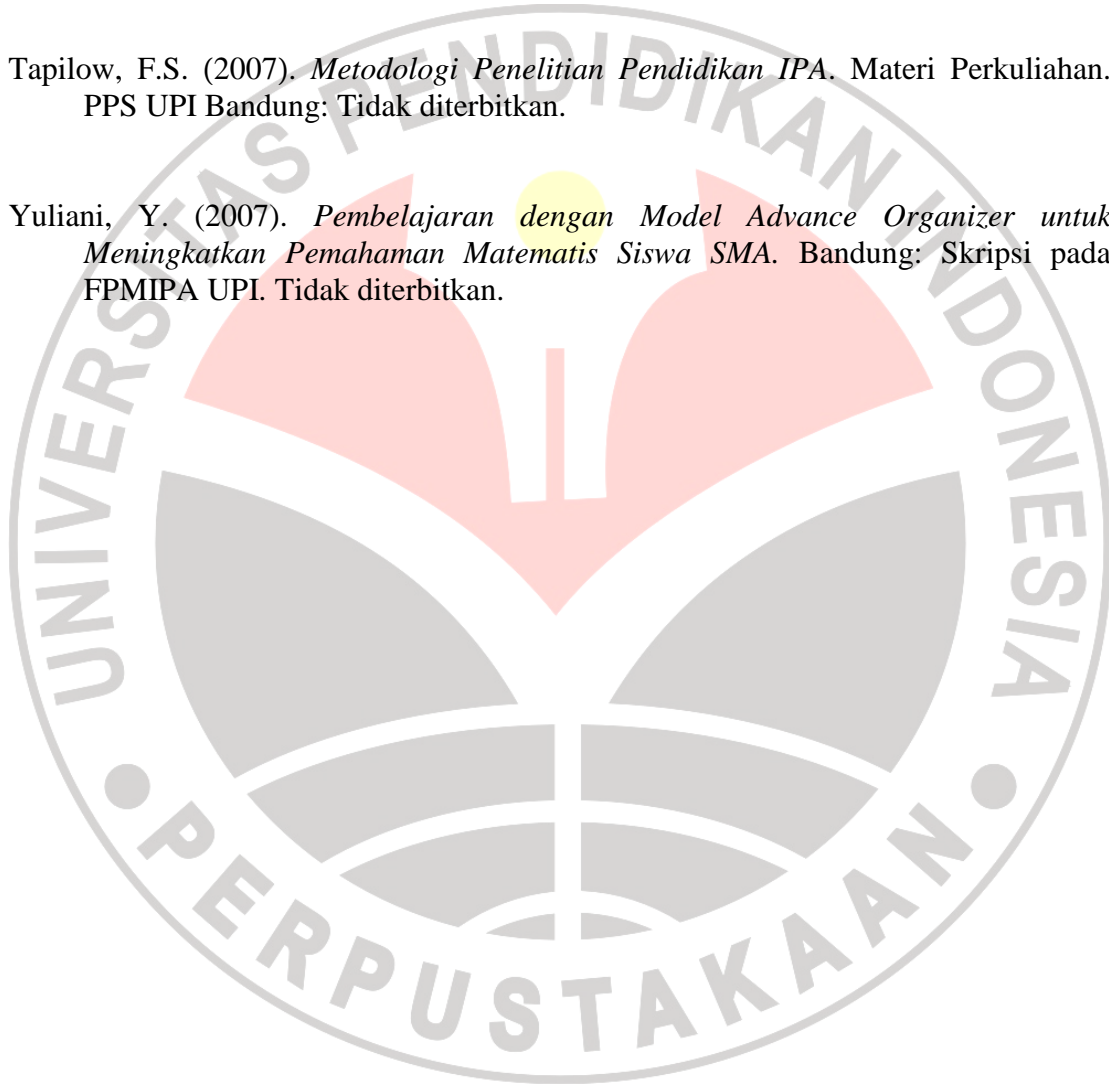 Tapilow, F.S. (2007). Metodologi Penelitian Pendidikan IPA. Materi Perkuliahan.
PPS UPI Bandung: Tidak diterbitkan.
Yuliani, Y. (2007). Pembelajaran dengan Model Advance Organizer untuk
Meningkatkan Pemahaman Matematis Siswa SMA. Bandung: Skripsi pada
FPMIPA UPI. Tidak diterbitkan.
UNIVERSITAS PENDIDIKAN INDONESIA
PERPUSTAKAAN